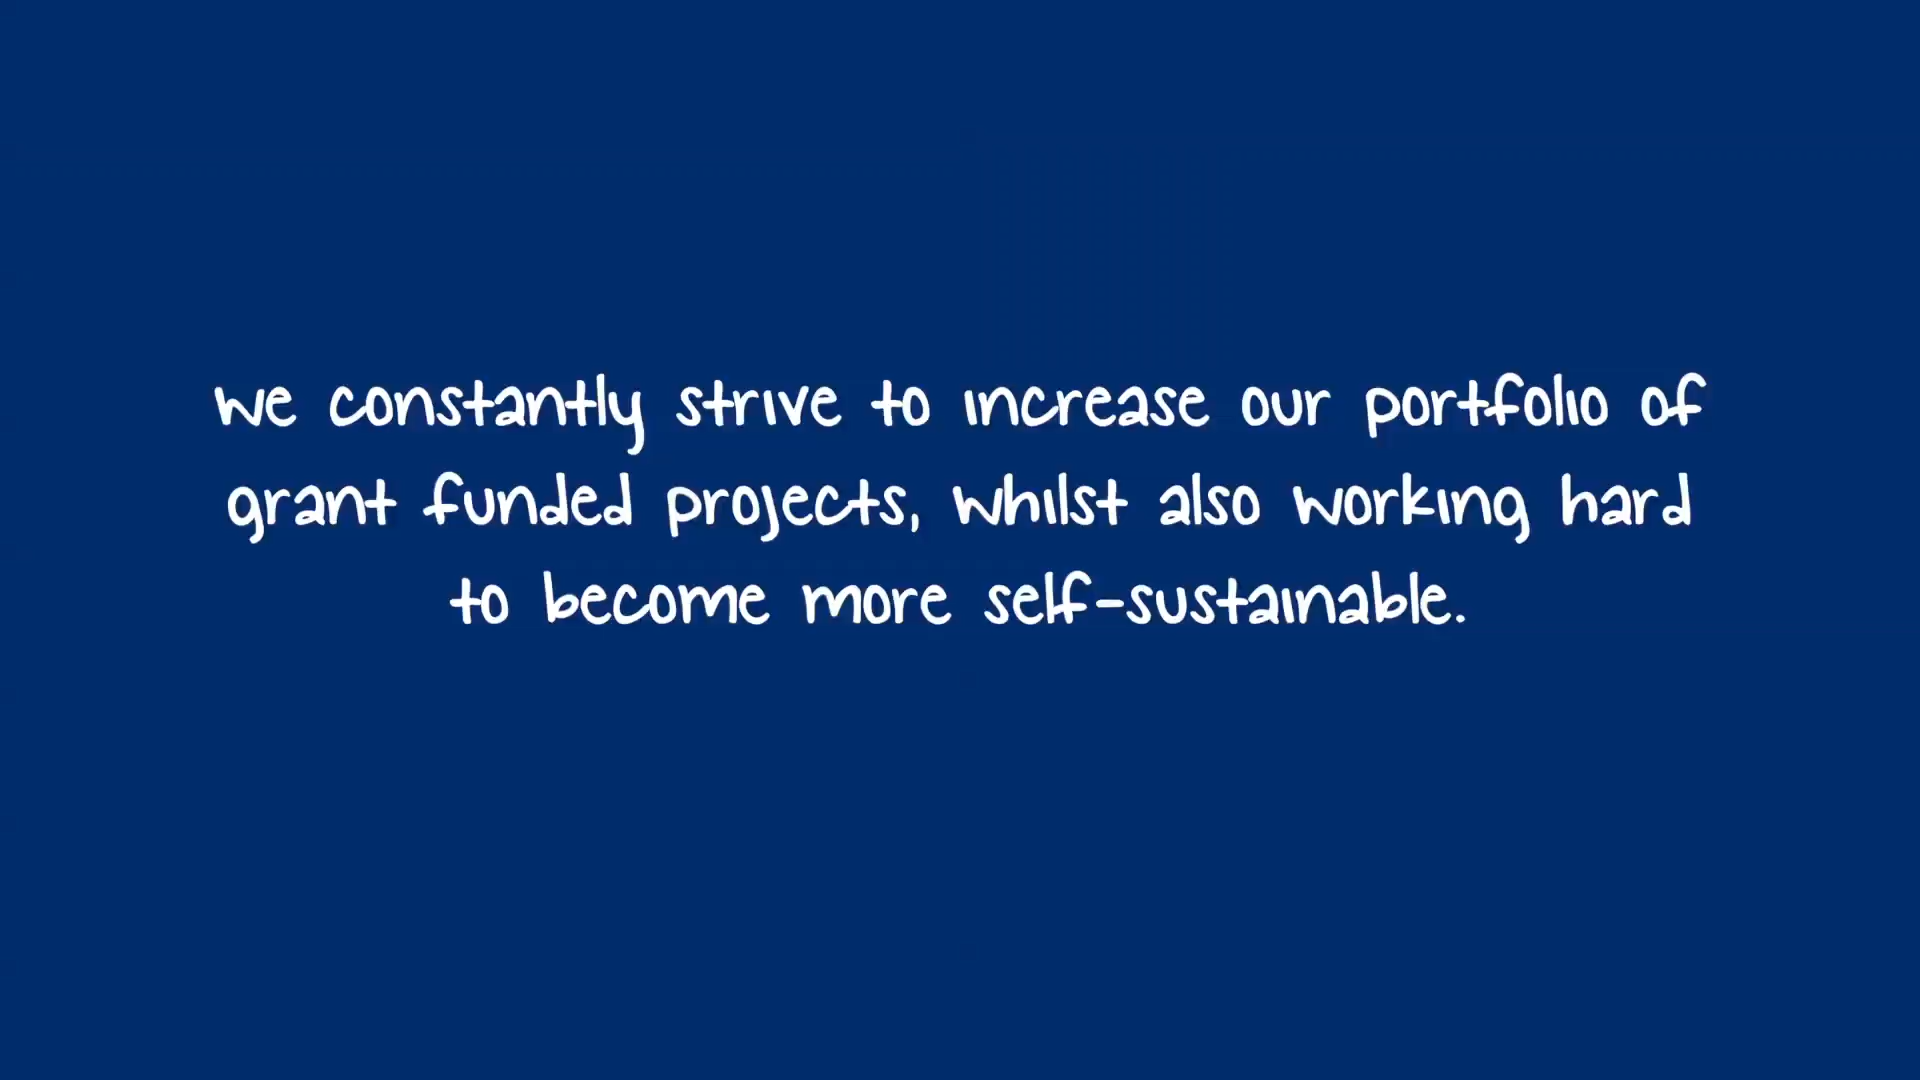 we constantly strive to increase our portfolio of
grant funded projects, whilst also working hard
to become more self-sustainable.